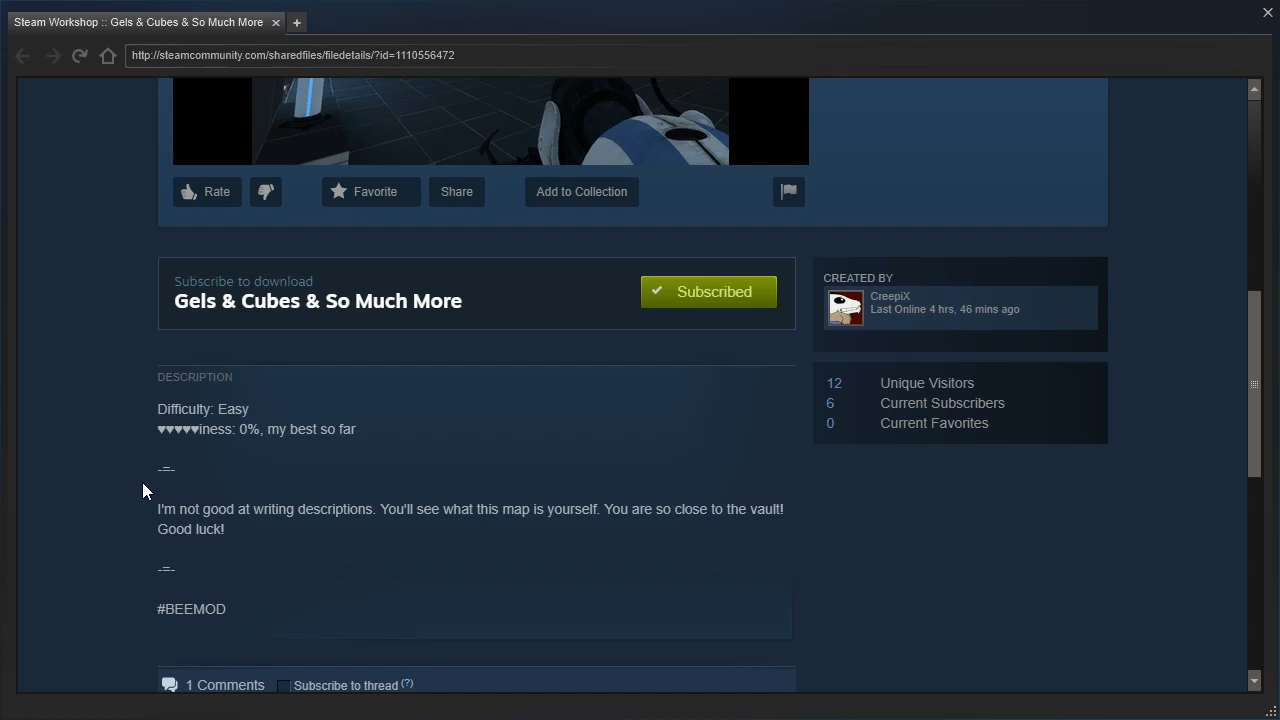 Steam Workshop :: Gels & Cubes & So Much More
http://steamcommunity.com/sharedfiles/filedetails/?id=1110556472
Rate
Favorite
Share
Add to Collection
Subscribe to download
Gels & Cubes & So Much More
Subscribed
CREATED BY
CreepiX
Last Online 4 hrs, 46 mins ago
12 Unique Visitors
6 Current Subscribers
0 Current Favorites
DESCRIPTION
Difficulty: Easy
♥♥♥♥♥iness: 0%, my best so far
-=-
I'm not good at writing descriptions. You'll see what this map is yourself. You are so close to the vault!
Good luck!
-=-
#BEEMOD
1 Comments Subscribe to thread (?)